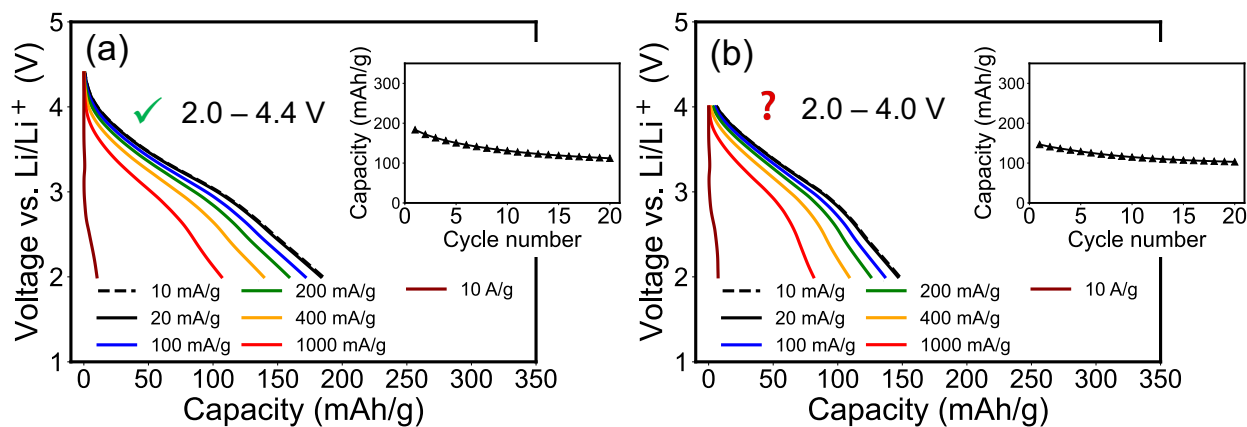 (a)
2.0 – 4.4 V
Voltage vs. Li/Li⁺ (V)
5
4
3
2
1
0
50
100
150
200
250
300
350
Capacity (mAh/g)
10 mA/g
20 mA/g
100 mA/g
200 mA/g
400 mA/g
1000 mA/g
10 A/g
Capacity (mAh/g)
300
200
100
0
0
5
10
15
20
Cycle number
(b)
? 2.0 – 4.0 V
Voltage vs. Li/Li⁺ (V)
5
4
3
2
1
0
50
100
150
200
250
300
350
Capacity (mAh/g)
10 mA/g
20 mA/g
100 mA/g
200 mA/g
400 mA/g
1000 mA/g
10 A/g
Capacity (mAh/g)
300
200
100
0
0
5
10
15
20
Cycle number